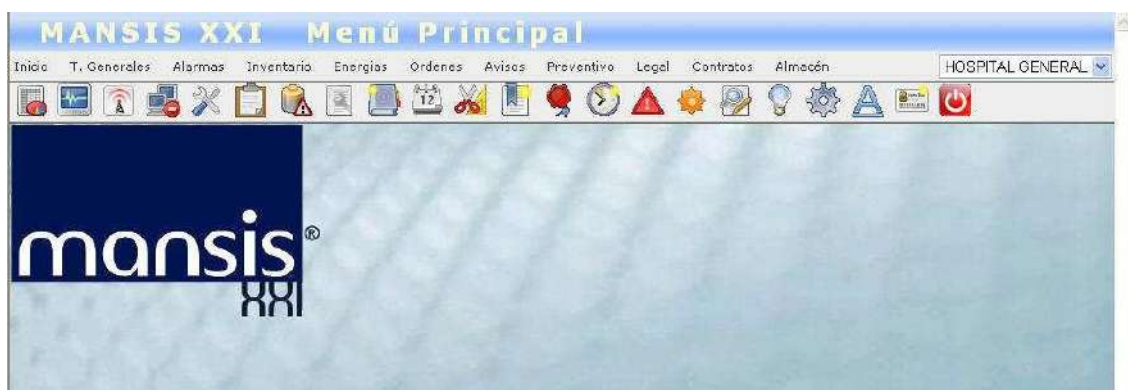 MANSIS XXI Menú Principal
Inicio T. Generales Alarmas Inventario Energias Ordenes Avisos Preventivo Legal Contratos Almacén HOSPITAL GENERAL
12
A
mansis®
XXI